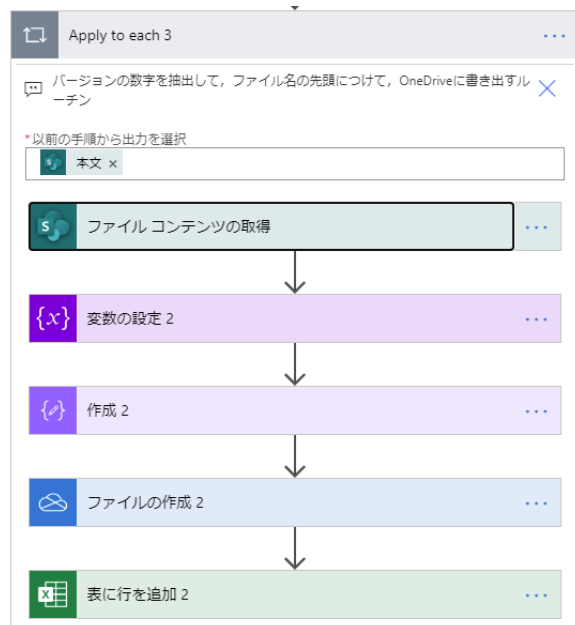 Apply to each 3
バージョンの数字を抽出して，ファイル名の先頭につけて，OneDriveに書き出すル
ーチン
*以前の手順から出力を選択
本文 ×
ファイル コンテンツの取得
{x} 変数の設定 2
作成 2
ファイルの作成 2
表に行を追加 2